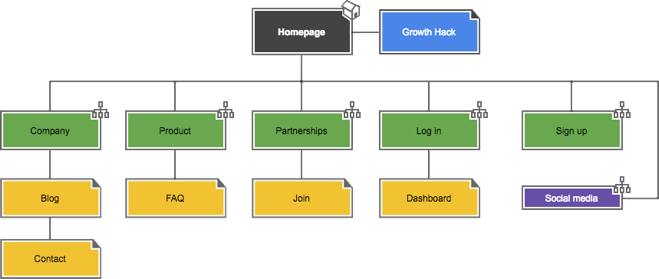 Homepage
Growth Hack
Company
Product
Partnerships
Log in
Sign up
Blog
FAQ
Join
Dashboard
Social media
Contact